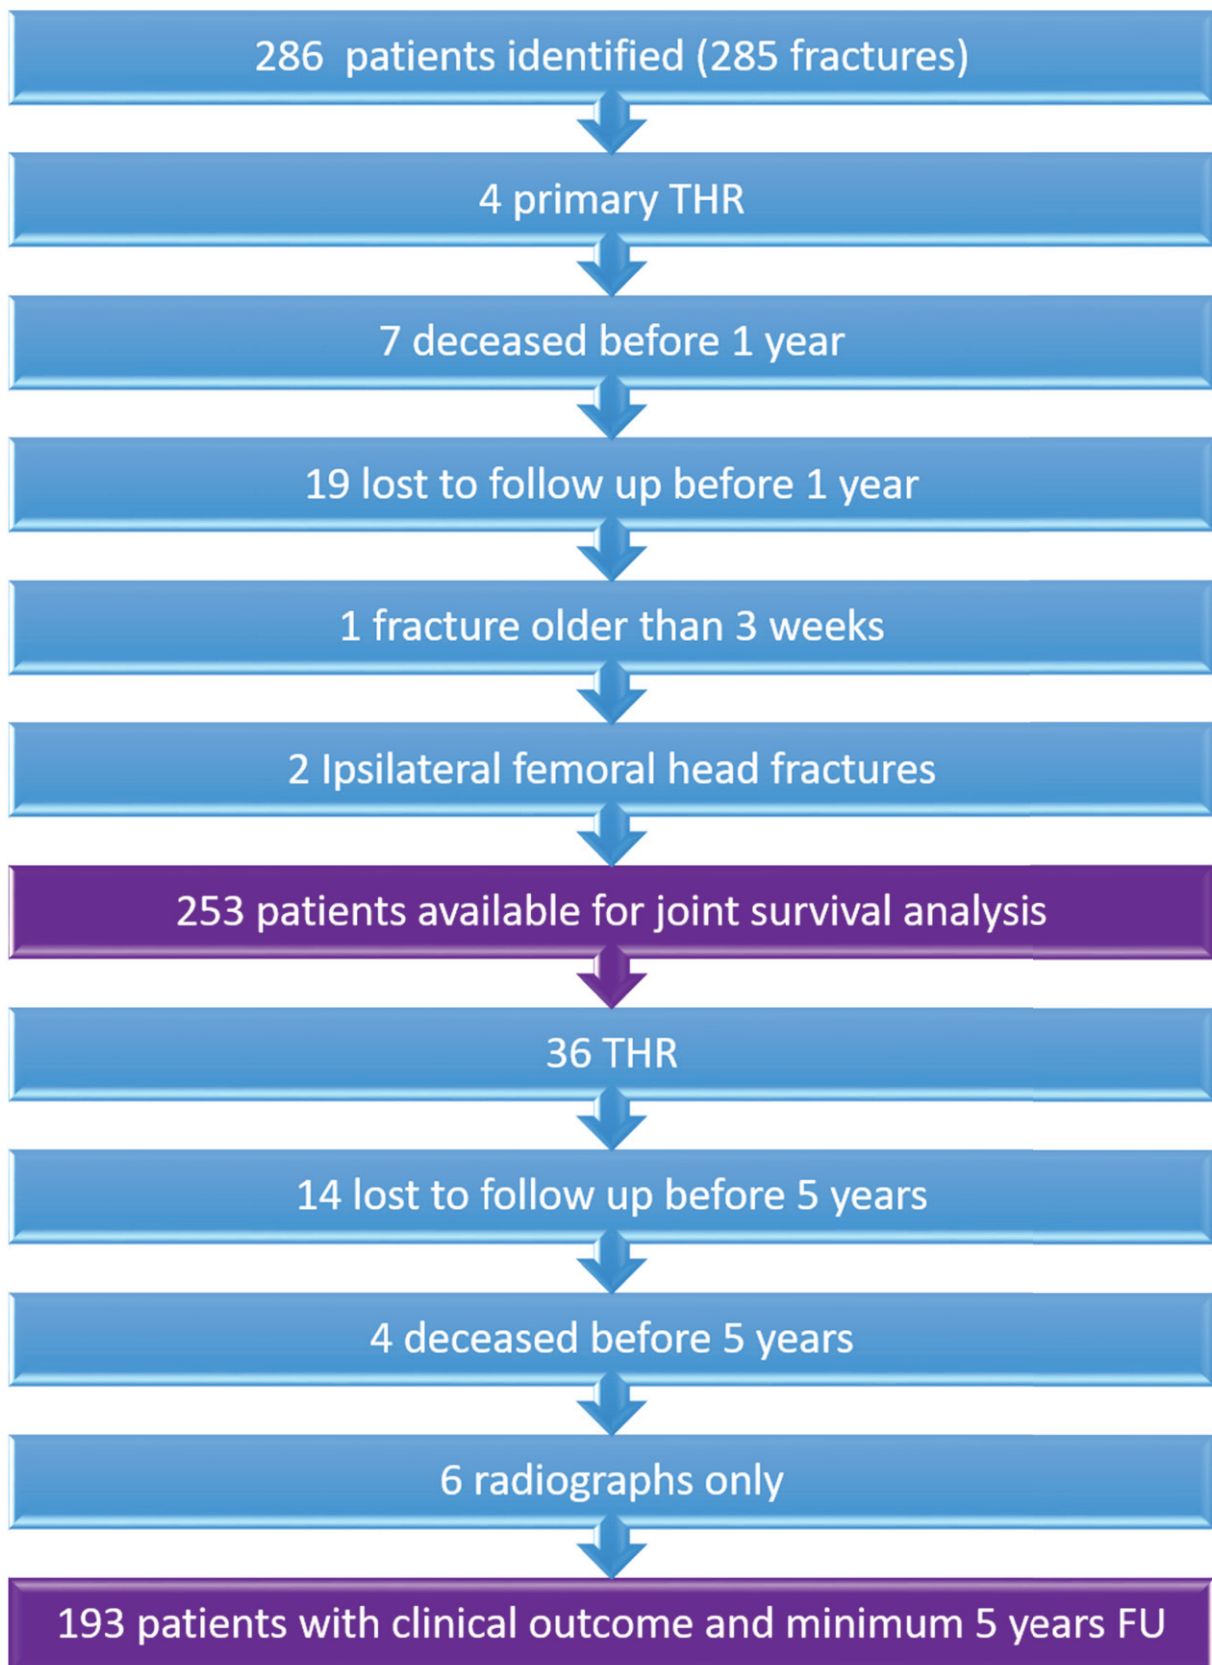 286 patients identified (285 fractures)
4 primary THR
7 deceased before 1 year
19 lost to follow up before 1 year
1 fracture older than 3 weeks
2 Ipsilateral femoral head fractures
253 patients available for joint survival analysis
36 THR
14 lost to follow up before 5 years
4 deceased before 5 years
6 radiographs only
193 patients with clinical outcome and minimum 5 years FU